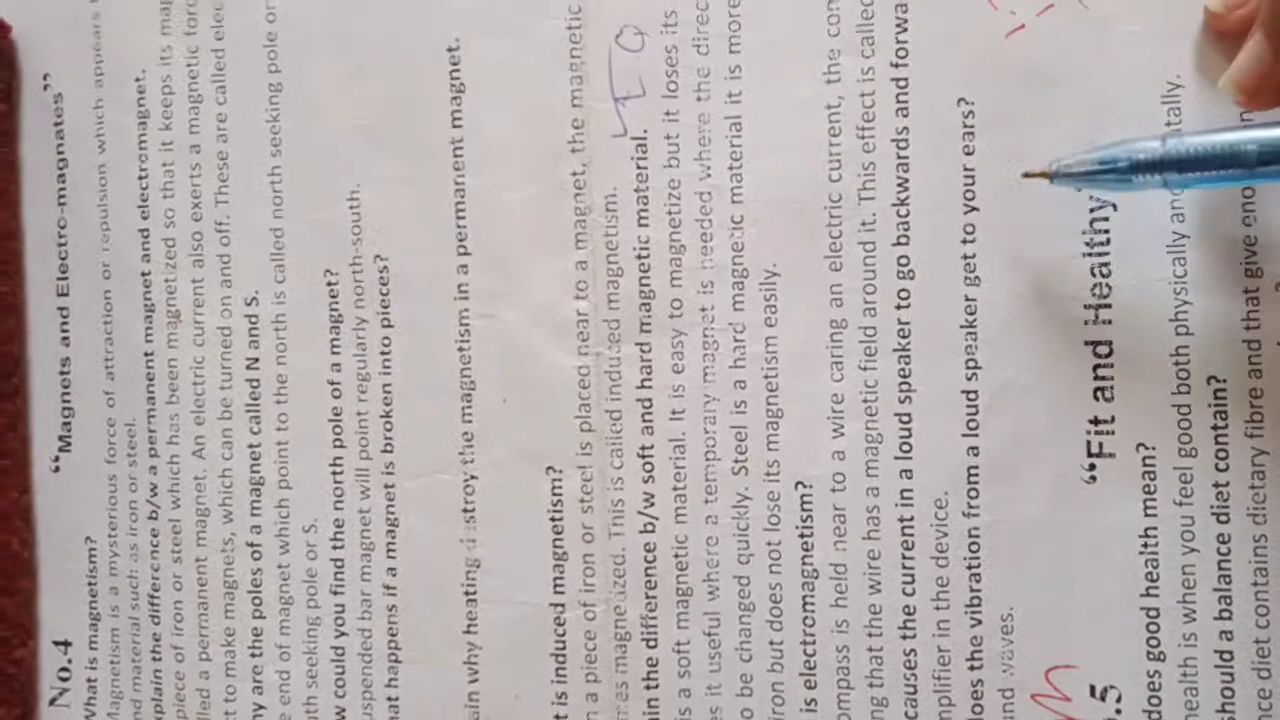 No.4 “Magnets and Electro-magnates”
What is magnetism?
Magnetism is a mysterious force of attraction or repulsion which appears
nd material such as iron or steel.
xplain the difference b/w a permanent magnet and electromagnet.
piece of iron or steel which has been magnetized so that it keeps its mag
lled a permanent magnet. An electric current also exerts a magnetic forc
t to make magnets, which can be turned on and off. These are called elec
hy are the poles of a magnet called N and S.
e end of magnet which point to the north is called north seeking pole or
uth seeking pole or S.
w could you find the north pole of a magnet?
uspended bar magnet will point regularly north-south.
hat happens if a magnet is broken into pieces?
ain why heating destroy the magnetism in a permanent magnet.
t is induced magnetism?
n a piece of iron or steel is placed near to a magnet, the magnetic
mes magnetized. This is called induced magnetism.
ain the difference b/w soft and hard magnetic material.
is a soft magnetic material. It is easy to magnetize but it loses its
es it useful where a temporary magnet is needed where the direc
o be changed quickly. Steel is a hard magnetic material it is more
iron but does not lose its magnetism easily.
is electromagnetism?
ompass is held near to a wire caring an electric current, the com
ng that the wire has a magnetic field around it. This effect is called
causes the current in a loud speaker to go backwards and forwa
mplifier in the device.
does the vibration from a loud speaker get to your ears?
und waves.
.5 “Fit and Healthy”
does good health mean?
health is when you feel good both physically and mentally.
hould a balance diet contain?
nce diet contains dietary fibre and that give